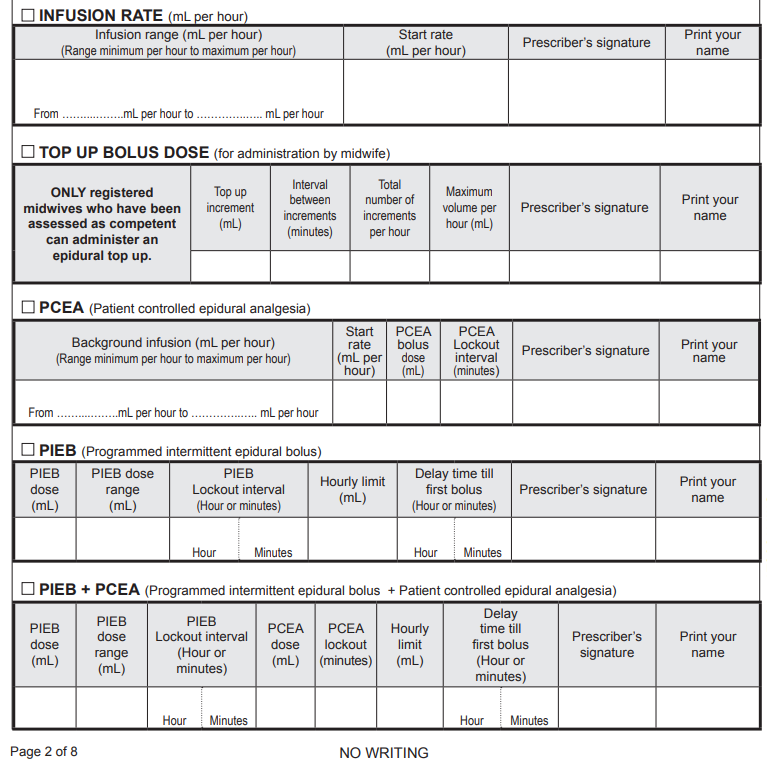 ☐ INFUSION RATE (mL per hour)
Infusion range (mL per hour)
(Range minimum per hour to maximum per hour)
Start rate
(mL per hour)
Prescriber’s signature
Print your
name
From ………..……..mL per hour to …………..….. mL per hour
☐ TOP UP BOLUS DOSE (for administration by midwife)
ONLY registered
midwives who have been
assessed as competent
can administer an
epidural top up.
Top up
increment
(mL)
Interval
between
increments
(minutes)
Total
number of
increments
per hour
Maximum
volume per
hour (mL)
Prescriber’s signature
Print your
name
☐ PCEA (Patient controlled epidural analgesia)
Background infusion (mL per hour)
(Range minimum per hour to maximum per hour)
Start
rate
(mL per
hour)
PCEA
bolus
dose
(mL)
PCEA
Lockout
interval
(minutes)
Prescriber’s signature
Print your
name
From ………..……..mL per hour to …………..….. mL per hour
☐ PIEB (Programmed intermittent epidural bolus)
PIEB
dose
(mL)
PIEB dose
range
(mL)
PIEB
Lockout interval
(Hour or minutes)
Hourly limit
(mL)
Delay time till
first bolus
(Hour or minutes)
Prescriber’s signature
Print your
name
Hour Minutes
Hour Minutes
☐ PIEB + PCEA (Programmed intermittent epidural bolus + Patient controlled epidural analgesia)
PIEB
dose
(mL)
PIEB
dose
range
(mL)
PIEB
Lockout interval
(Hour or
minutes)
PCEA
dose
(mL)
PCEA
lockout
(minutes)
Hourly
limit
(mL)
Delay
time till
first bolus
(Hour or
minutes)
Prescriber’s
signature
Print your
name
Hour Minutes
Hour Minutes
Page 2 of 8
NO WRITING